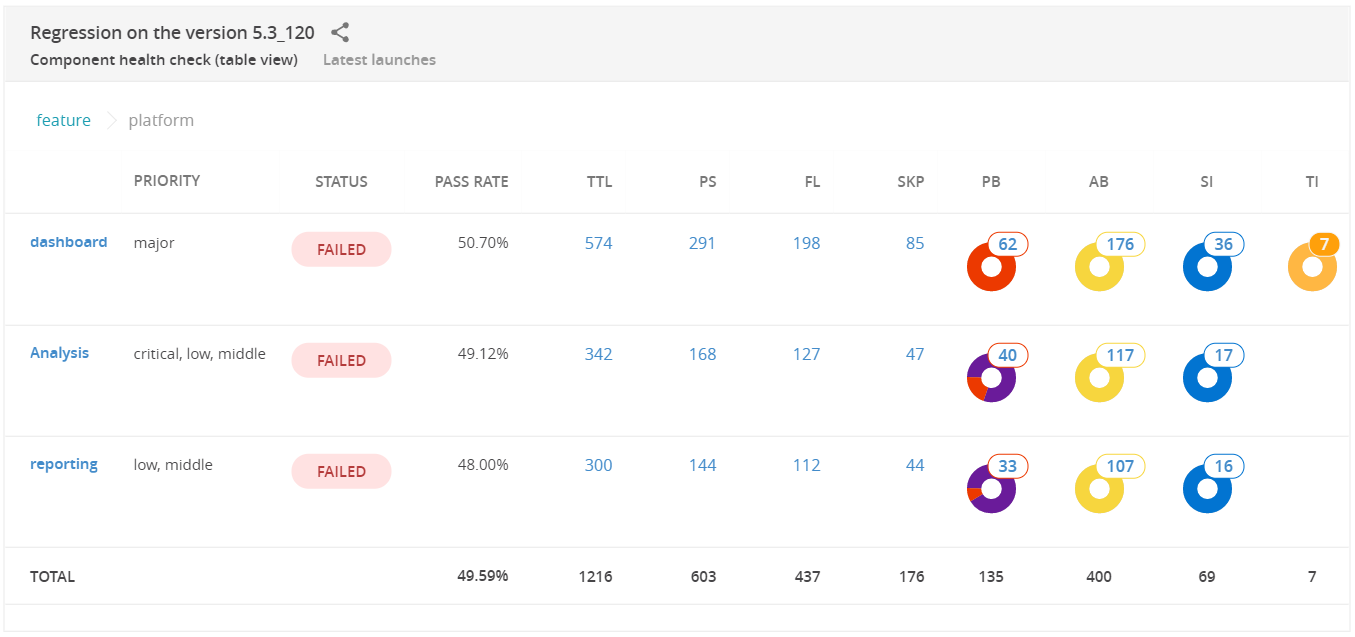 Regression on the version 5.3_120
Component health check (table view) Latest launches
feature platform
PRIORITY STATUS PASS RATE TTL PS FL SKP PB AB SI TI
dashboard major FAILED 50.70% 574 291 198 85 62 176 36 7
Analysis critical, low, middle FAILED 49.12% 342 168 127 47 40 117 17
reporting low, middle FAILED 48.00% 300 144 112 44 33 107 16
TOTAL 49.59% 1216 603 437 176 135 400 69 7